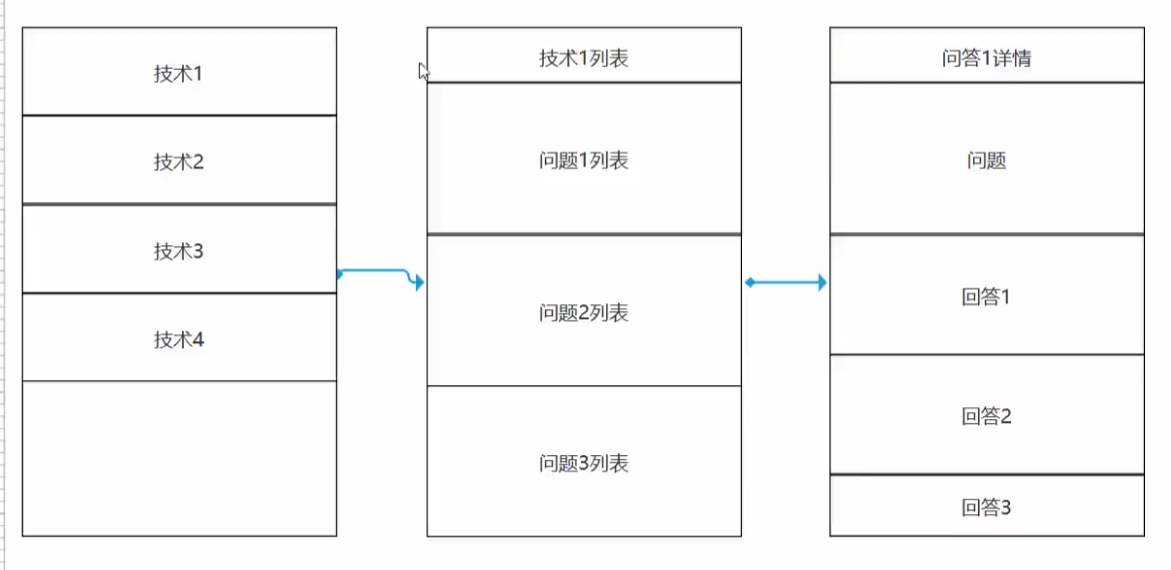 技术1
技术2
技术3
技术4
技术1列表
问题1列表
问题2列表
问题3列表
问答1详情
问题
回答1
回答2
回答3